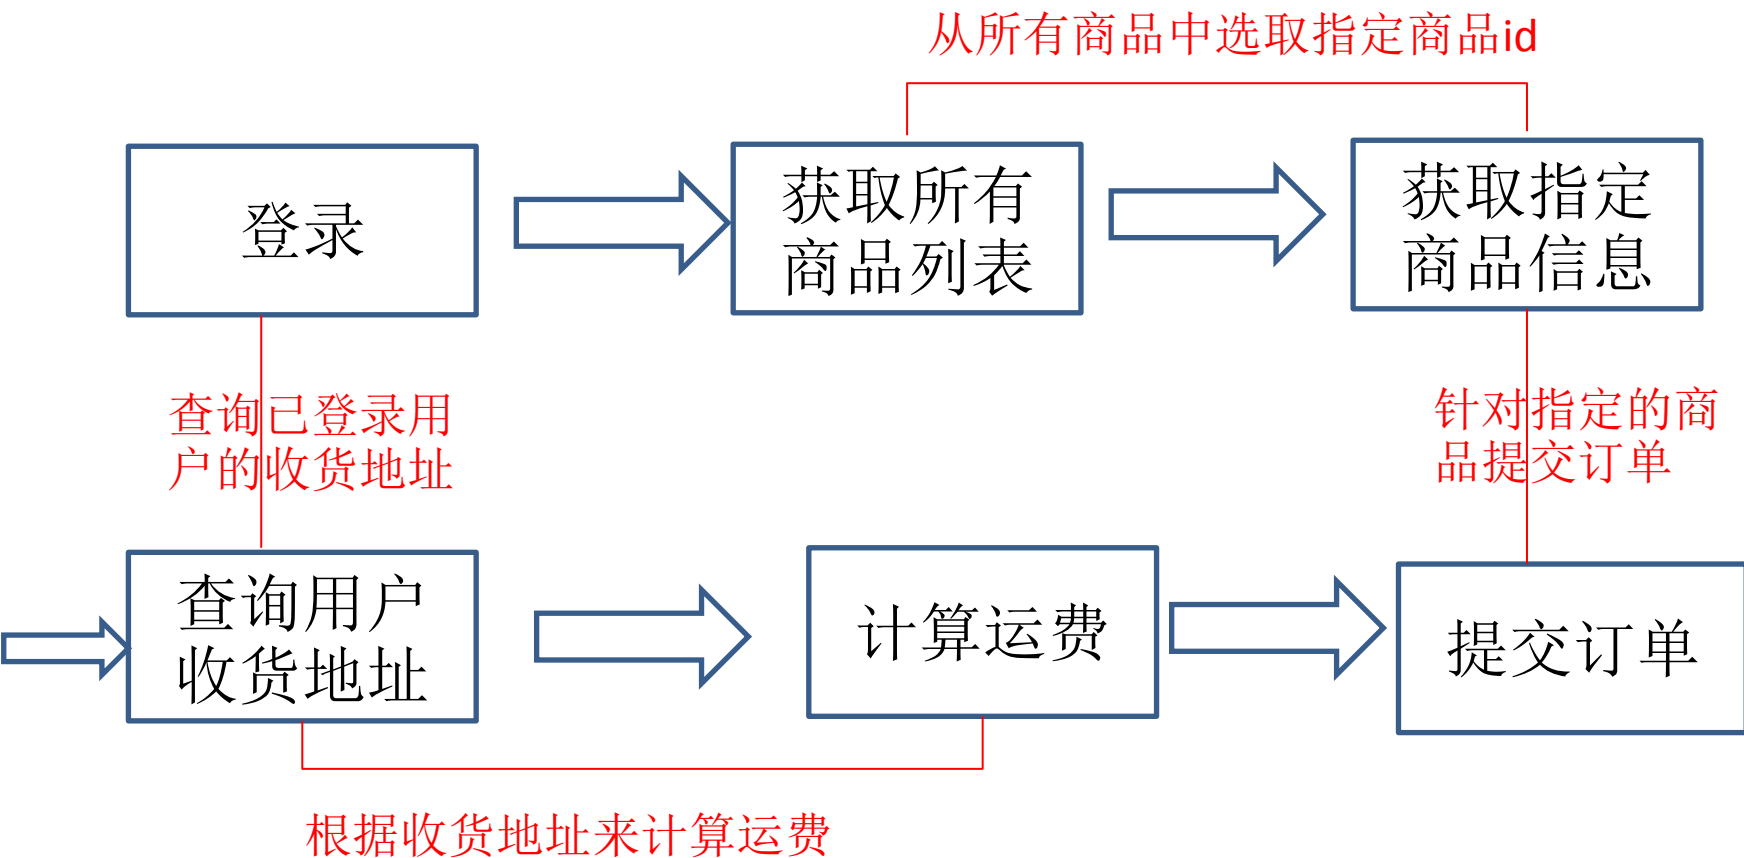 从所有商品中选取指定商品id
登录
获取所有
商品列表
获取指定
商品信息
查询已登录用
户的收货地址
针对指定的商
品提交订单
查询用户
收货地址
计算运费
提交订单
根据收货地址来计算运费